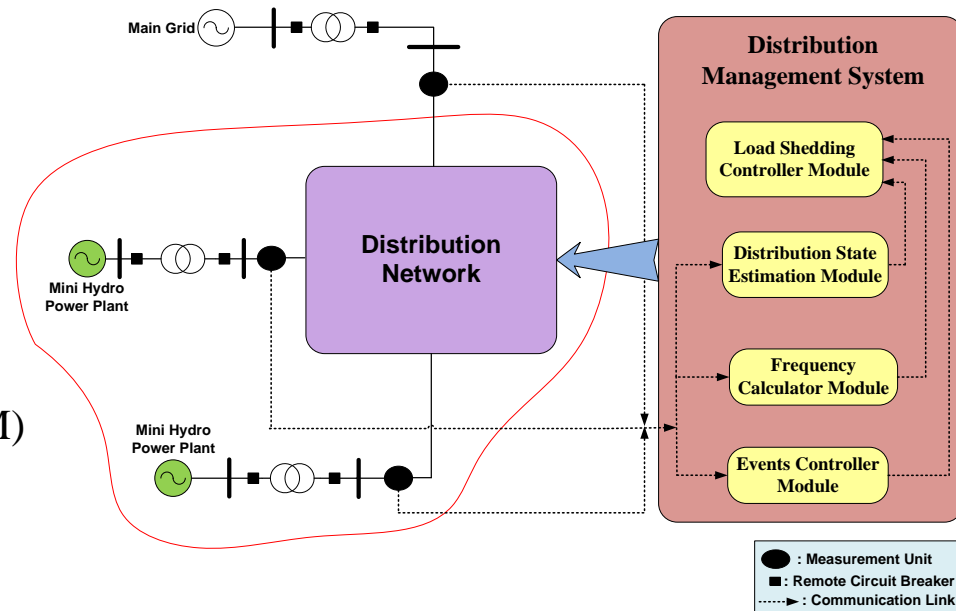 Main Grid
Distribution
Management System
Load Shedding
Controller Module
Distribution State
Estimation Module
Frequency
Calculator Module
Events Controller
Module
Distribution
Network
Mini Hydro
Power Plant
M)
Mini Hydro
Power Plant
: Measurement Unit
: Remote Circuit Breaker
: Communication Link